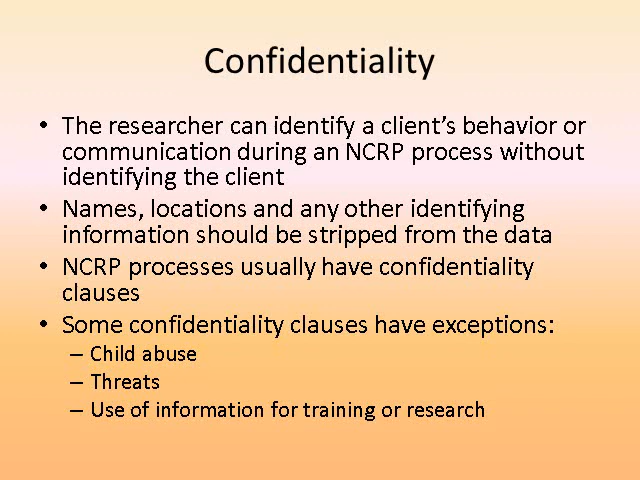 Confidentiality
• The researcher can identify a client’s behavior or
communication during an NCRP process without
identifying the client
• Names, locations and any other identifying
information should be stripped from the data
• NCRP processes usually have confidentiality
clauses
• Some confidentiality clauses have exceptions:
– Child abuse
– Threats
– Use of information for training or research